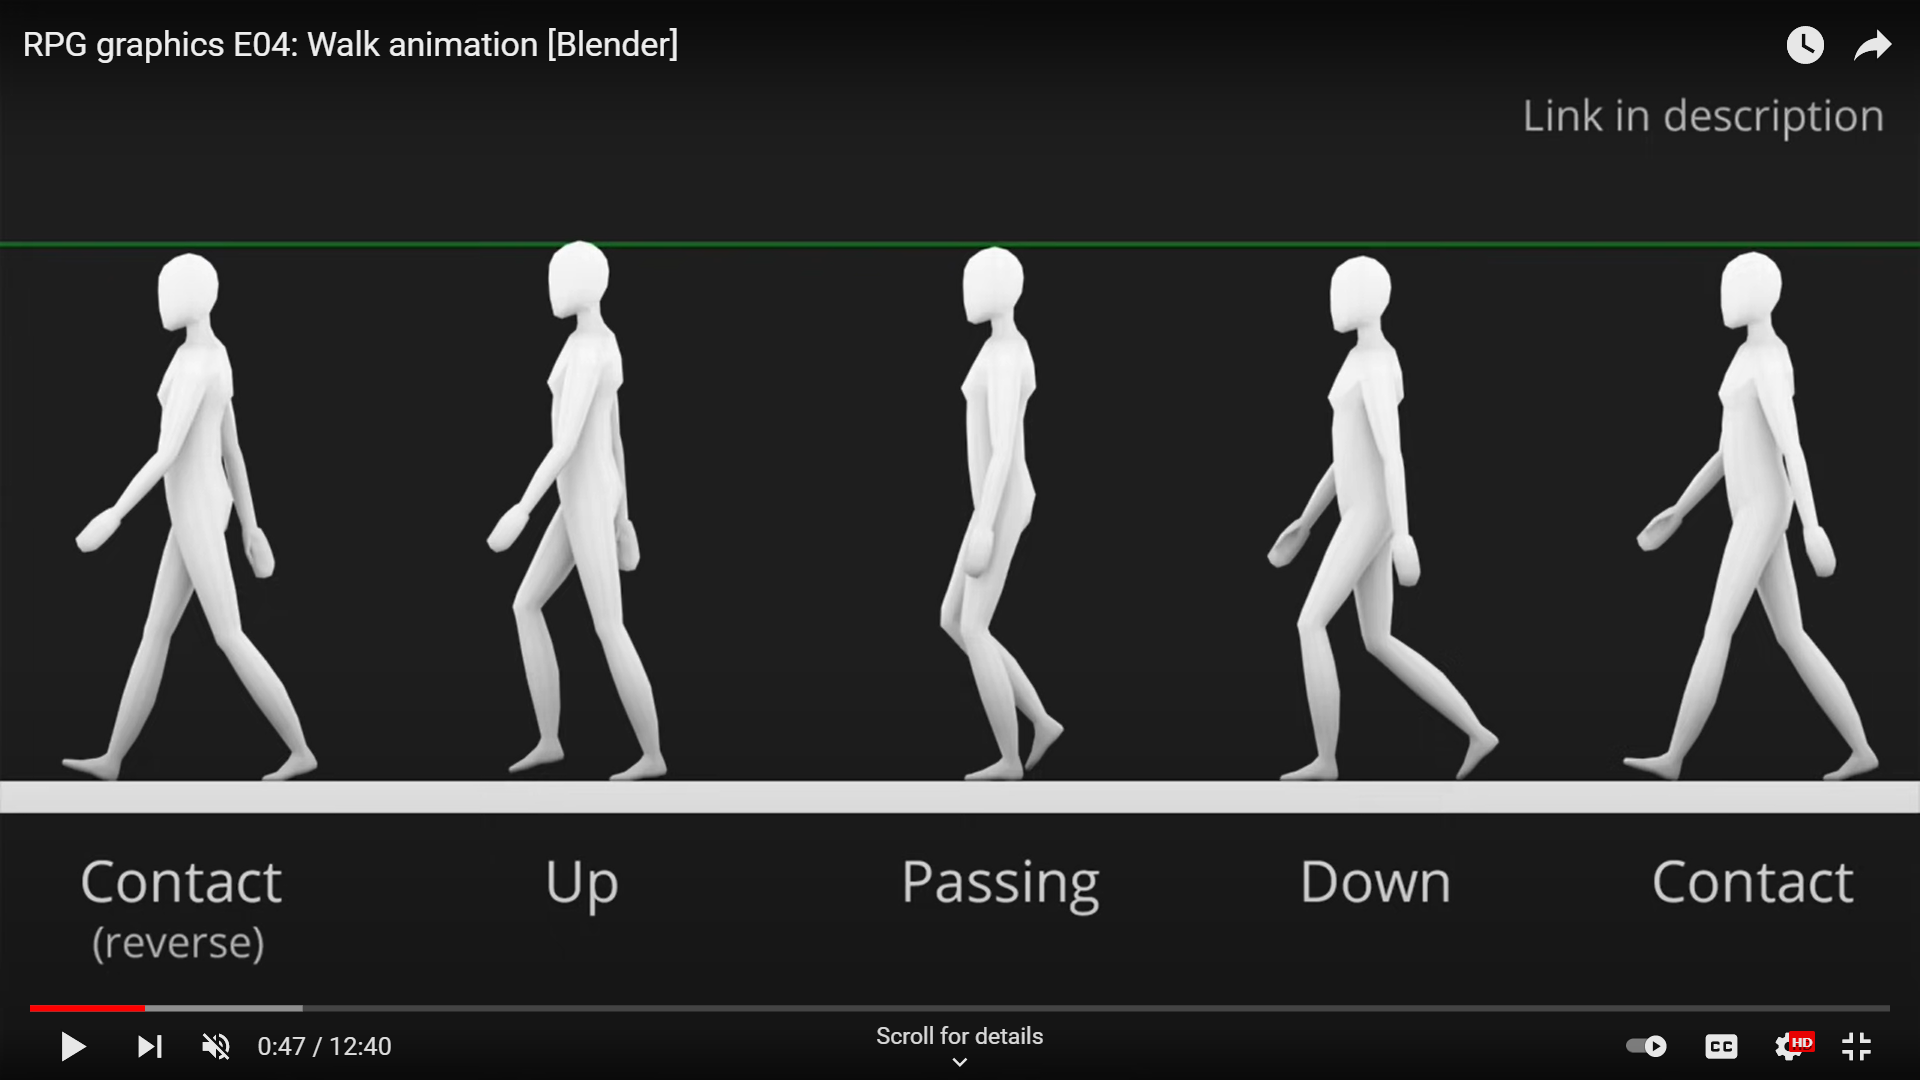 RPG graphics E04: Walk animation [Blender]
Link in description
Contact
(reverse)
Up
Passing
Down
Contact
0:47 / 12:40
Scroll for details
CC
HD